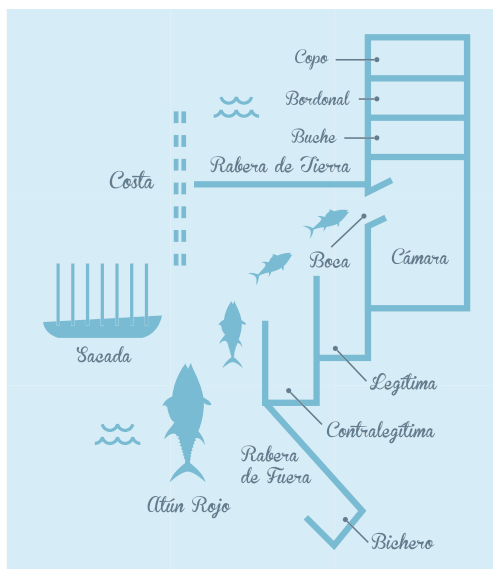 Copo
Bordonal
Buche
Rabera de Tierra
Costa
Boca
Cámara
Sacada
Legítima
Contralegítima
Rabera
de Fuera
Atún Rojo
Bichero